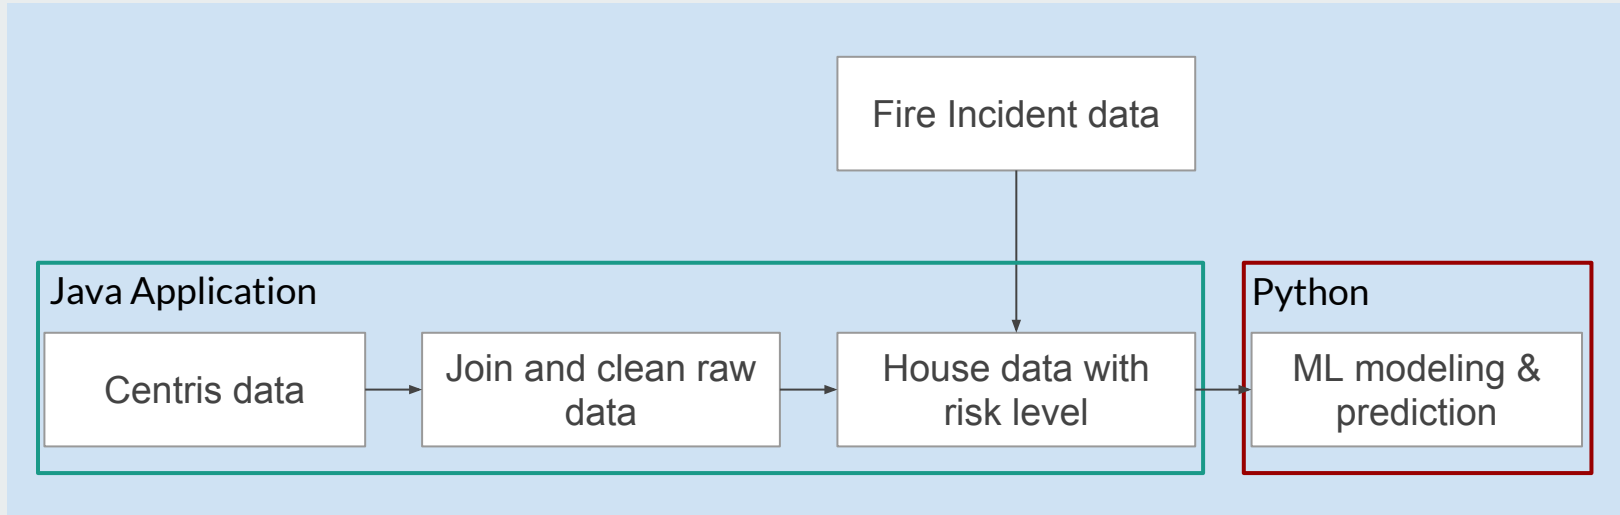 Fire Incident data
Java Application
Python
Centris data
Join and clean raw
data
House data with
risk level
ML modeling &
prediction